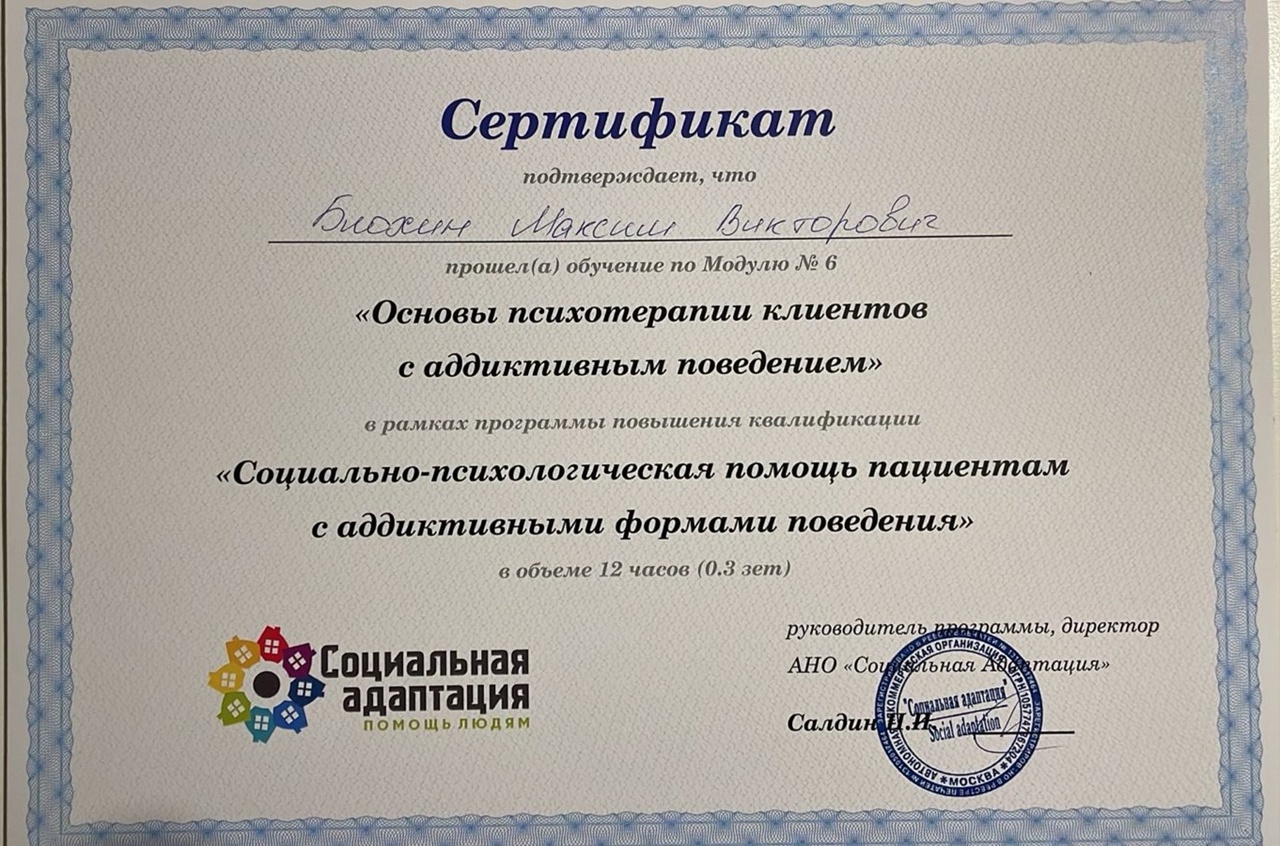 Сертификат
подтверждает, что
Блохин Максим Викторович
прошел(а) обучение по Модулю № 6
«Основы психотерапии клиентов
с аддиктивным поведением»
в рамках программы повышения квалификации
«Социально-психологическая помощь пациентам
с аддиктивными формами поведения»
в объеме 12 часов (0.3 зет)
Социальная
адаптация
ПОМОЩЬ ЛЮДЯМ
руководитель программы, директор
АНО «Социальная Адаптация»
Салдин И.И.
"Социальная адаптация"
Social adaptation
МОСКВА